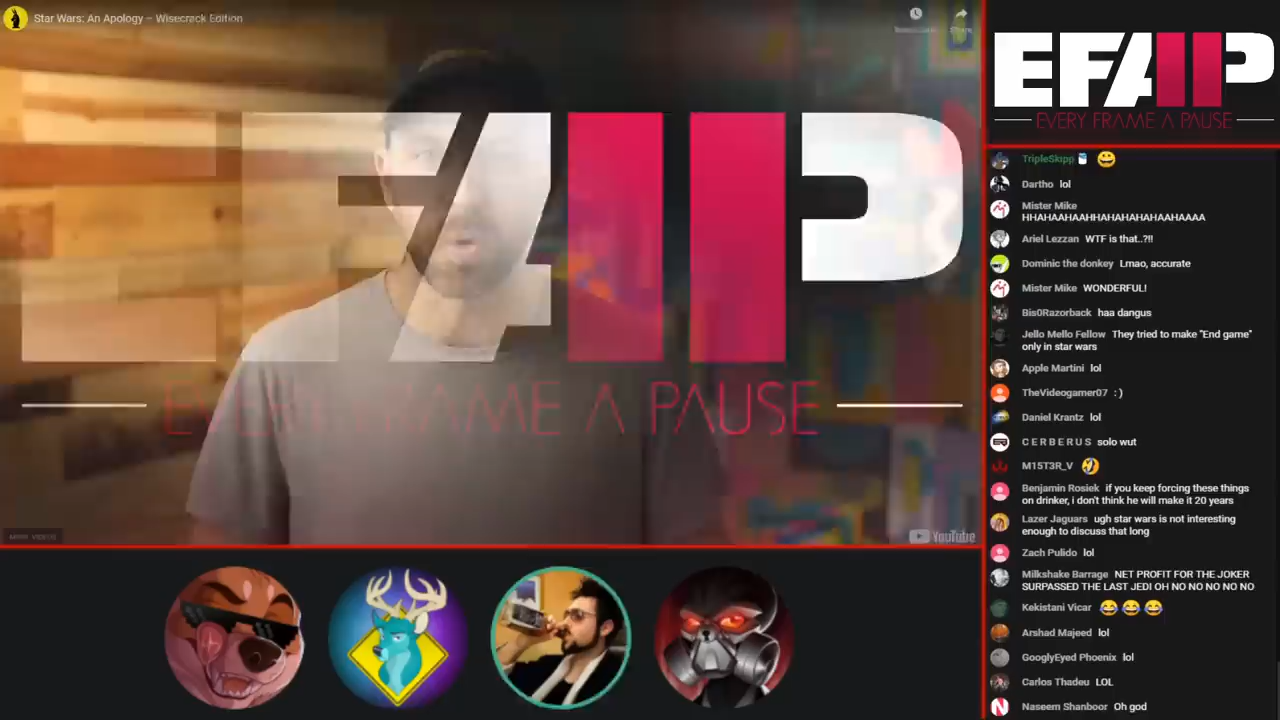 Star Wars: An Apology – Wisecrack Edition
Share
EFAP
EVERY FRAME A PAUSE
YouTube
EFAP
EVERY FRAME A PAUSE
TripleSkipp 😀
Dartho lol
Mister Mike
HHAHAAHAAHHAHAHAHAHAAHAAAA
Ariel Lezzan WTF is that..?!!
Dominic the donkey Lmao, accurate
Mister Mike WONDERFUL!
Bis0Razorback haa dangus
Jello Mello Fellow They tried to make "End game"
only in star wars
Apple Martini lol
TheVideogamer07 : )
Daniel Krantz lol
C E R B E R U S solo wut
M15T3R_V 🤣
Benjamin Rosiek if you keep forcing these things
on drinker, i don't think he will make it 20 years
Lazer Jaguars ugh star wars is not interesting
enough to discuss that long
Zach Pulido lol
Milkshake Barrage NET PROFIT FOR THE JOKER
SURPASSED THE LAST JEDI OH NO NO NO NO NO
Kekistani Vicar 😂 😂 😂
Arshad Majeed lol
GooglyEyed Phoenix lol
Carlos Thadeu LOL
Naseem Shanboor Oh god